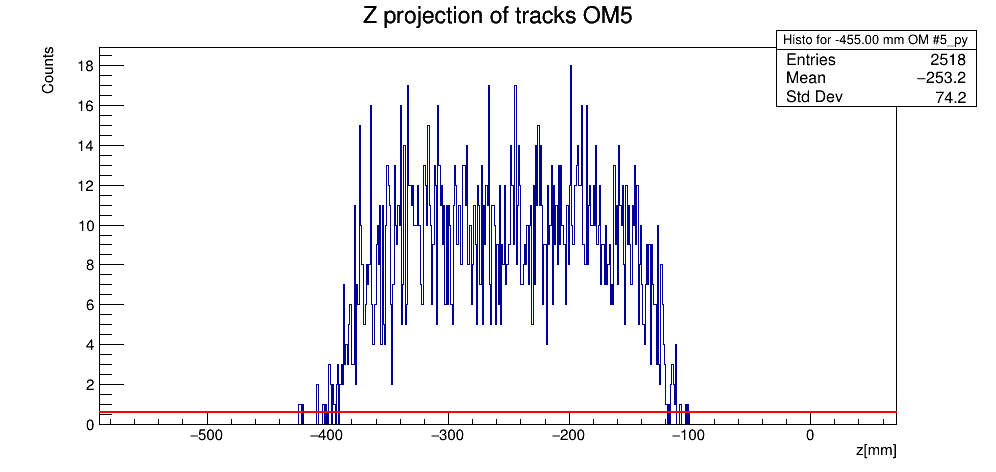 Z projection of tracks OM5
Histo for -455.00 mm OM #5_py
Entries 2518
Mean −253.2
Std Dev 74.2
Counts
18
16
14
12
10
8
6
4
2
0
−500 −400 −300 −200 −100 0
z[mm]